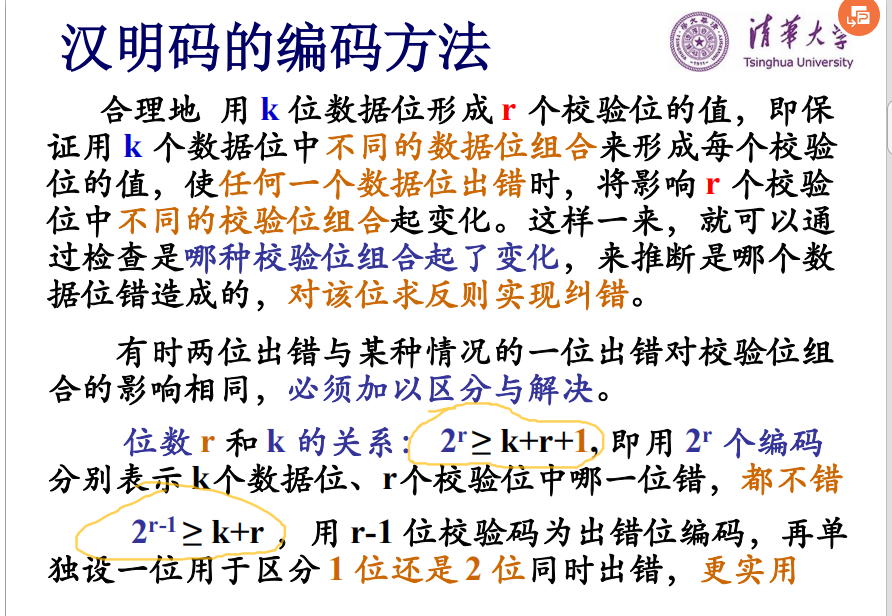 汉明码的编码方法
清华大学
Tsinghua University
合理地 用 k 位数据位形成 r 个校验位的值，即保
证用 k 个数据位中不同的数据位组合来形成每个校验
位的值，使任何一个数据位出错时，将影响 r 个校验
位中不同的校验位组合起变化。这样一来，就可以通
过检查是哪种校验位组合起了变化，来推断是哪个数
据位错造成的，对该位求反则实现纠错。
有时两位出错与某种情况的一位出错对校验位组
合的影响相同，必须加以区分与解决。
位数 r 和 k 的关系：2ʳ ≥ k+r+1, 即用 2ʳ 个编码
分别表示 k个数据位、r个校验位中哪一位错，都不错
2ʳ⁻¹ ≥ k+r ，用 r-1 位校验码为出错位编码，再单
独设一位用于区分 1 位还是 2 位同时出错，更实用